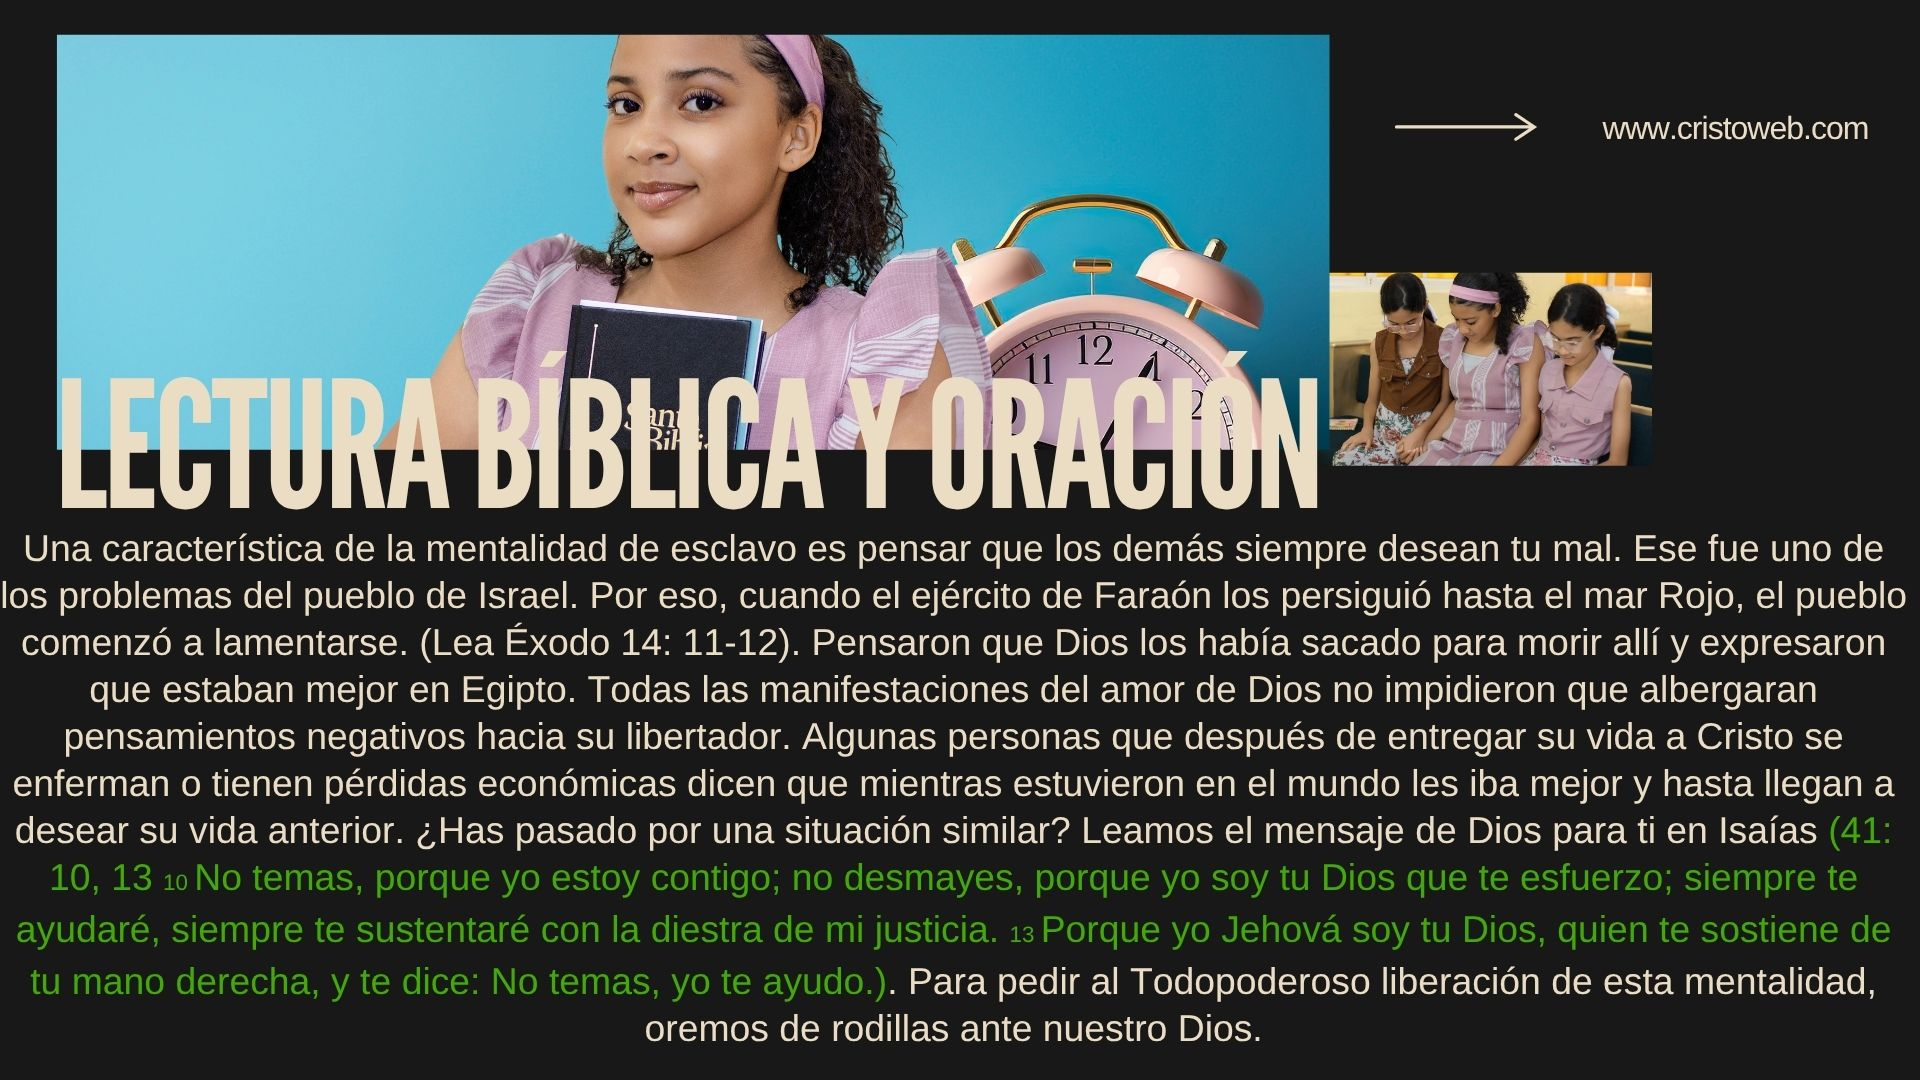 www.cristoweb.com
11 12 1
2
Santa
Biblia
LECTURA BÍBLICA Y ORACIÓN
Una característica de la mentalidad de esclavo es pensar que los demás siempre desean tu mal. Ese fue uno de
los problemas del pueblo de Israel. Por eso, cuando el ejército de Faraón los persiguió hasta el mar Rojo, el pueblo
comenzó a lamentarse. (Lea Éxodo 14: 11-12). Pensaron que Dios los había sacado para morir allí y expresaron
que estaban mejor en Egipto. Todas las manifestaciones del amor de Dios no impidieron que albergaran
pensamientos negativos hacia su libertador. Algunas personas que después de entregar su vida a Cristo se
enferman o tienen pérdidas económicas dicen que mientras estuvieron en el mundo les iba mejor y hasta llegan a
desear su vida anterior. ¿Has pasado por una situación similar? Leamos el mensaje de Dios para ti en Isaías (41:
10, 13 10 No temas, porque yo estoy contigo; no desmayes, porque yo soy tu Dios que te esfuerzo; siempre te
ayudaré, siempre te sustentaré con la diestra de mi justicia. 13 Porque yo Jehová soy tu Dios, quien te sostiene de
tu mano derecha, y te dice: No temas, yo te ayudo.). Para pedir al Todopoderoso liberación de esta mentalidad,
oremos de rodillas ante nuestro Dios.